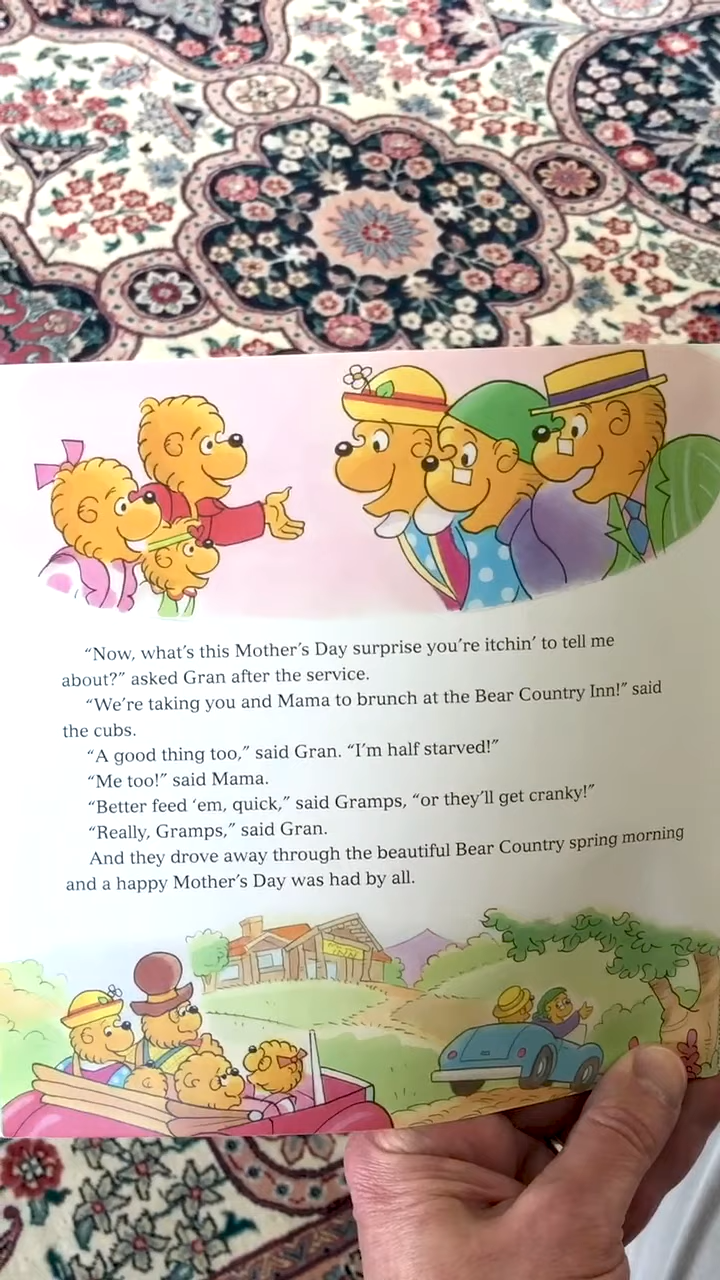 “Now, what’s this Mother’s Day surprise you’re itchin’ to tell me
about?” asked Gran after the service.
“We’re taking you and Mama to brunch at the Bear Country Inn!” said
the cubs.
“A good thing too,” said Gran. “I’m half starved!”
“Me too!” said Mama.
“Better feed ‘em, quick,” said Gramps, “or they’ll get cranky!”
“Really, Gramps,” said Gran.
And they drove away through the beautiful Bear Country spring morning
and a happy Mother’s Day was had by all.
INN